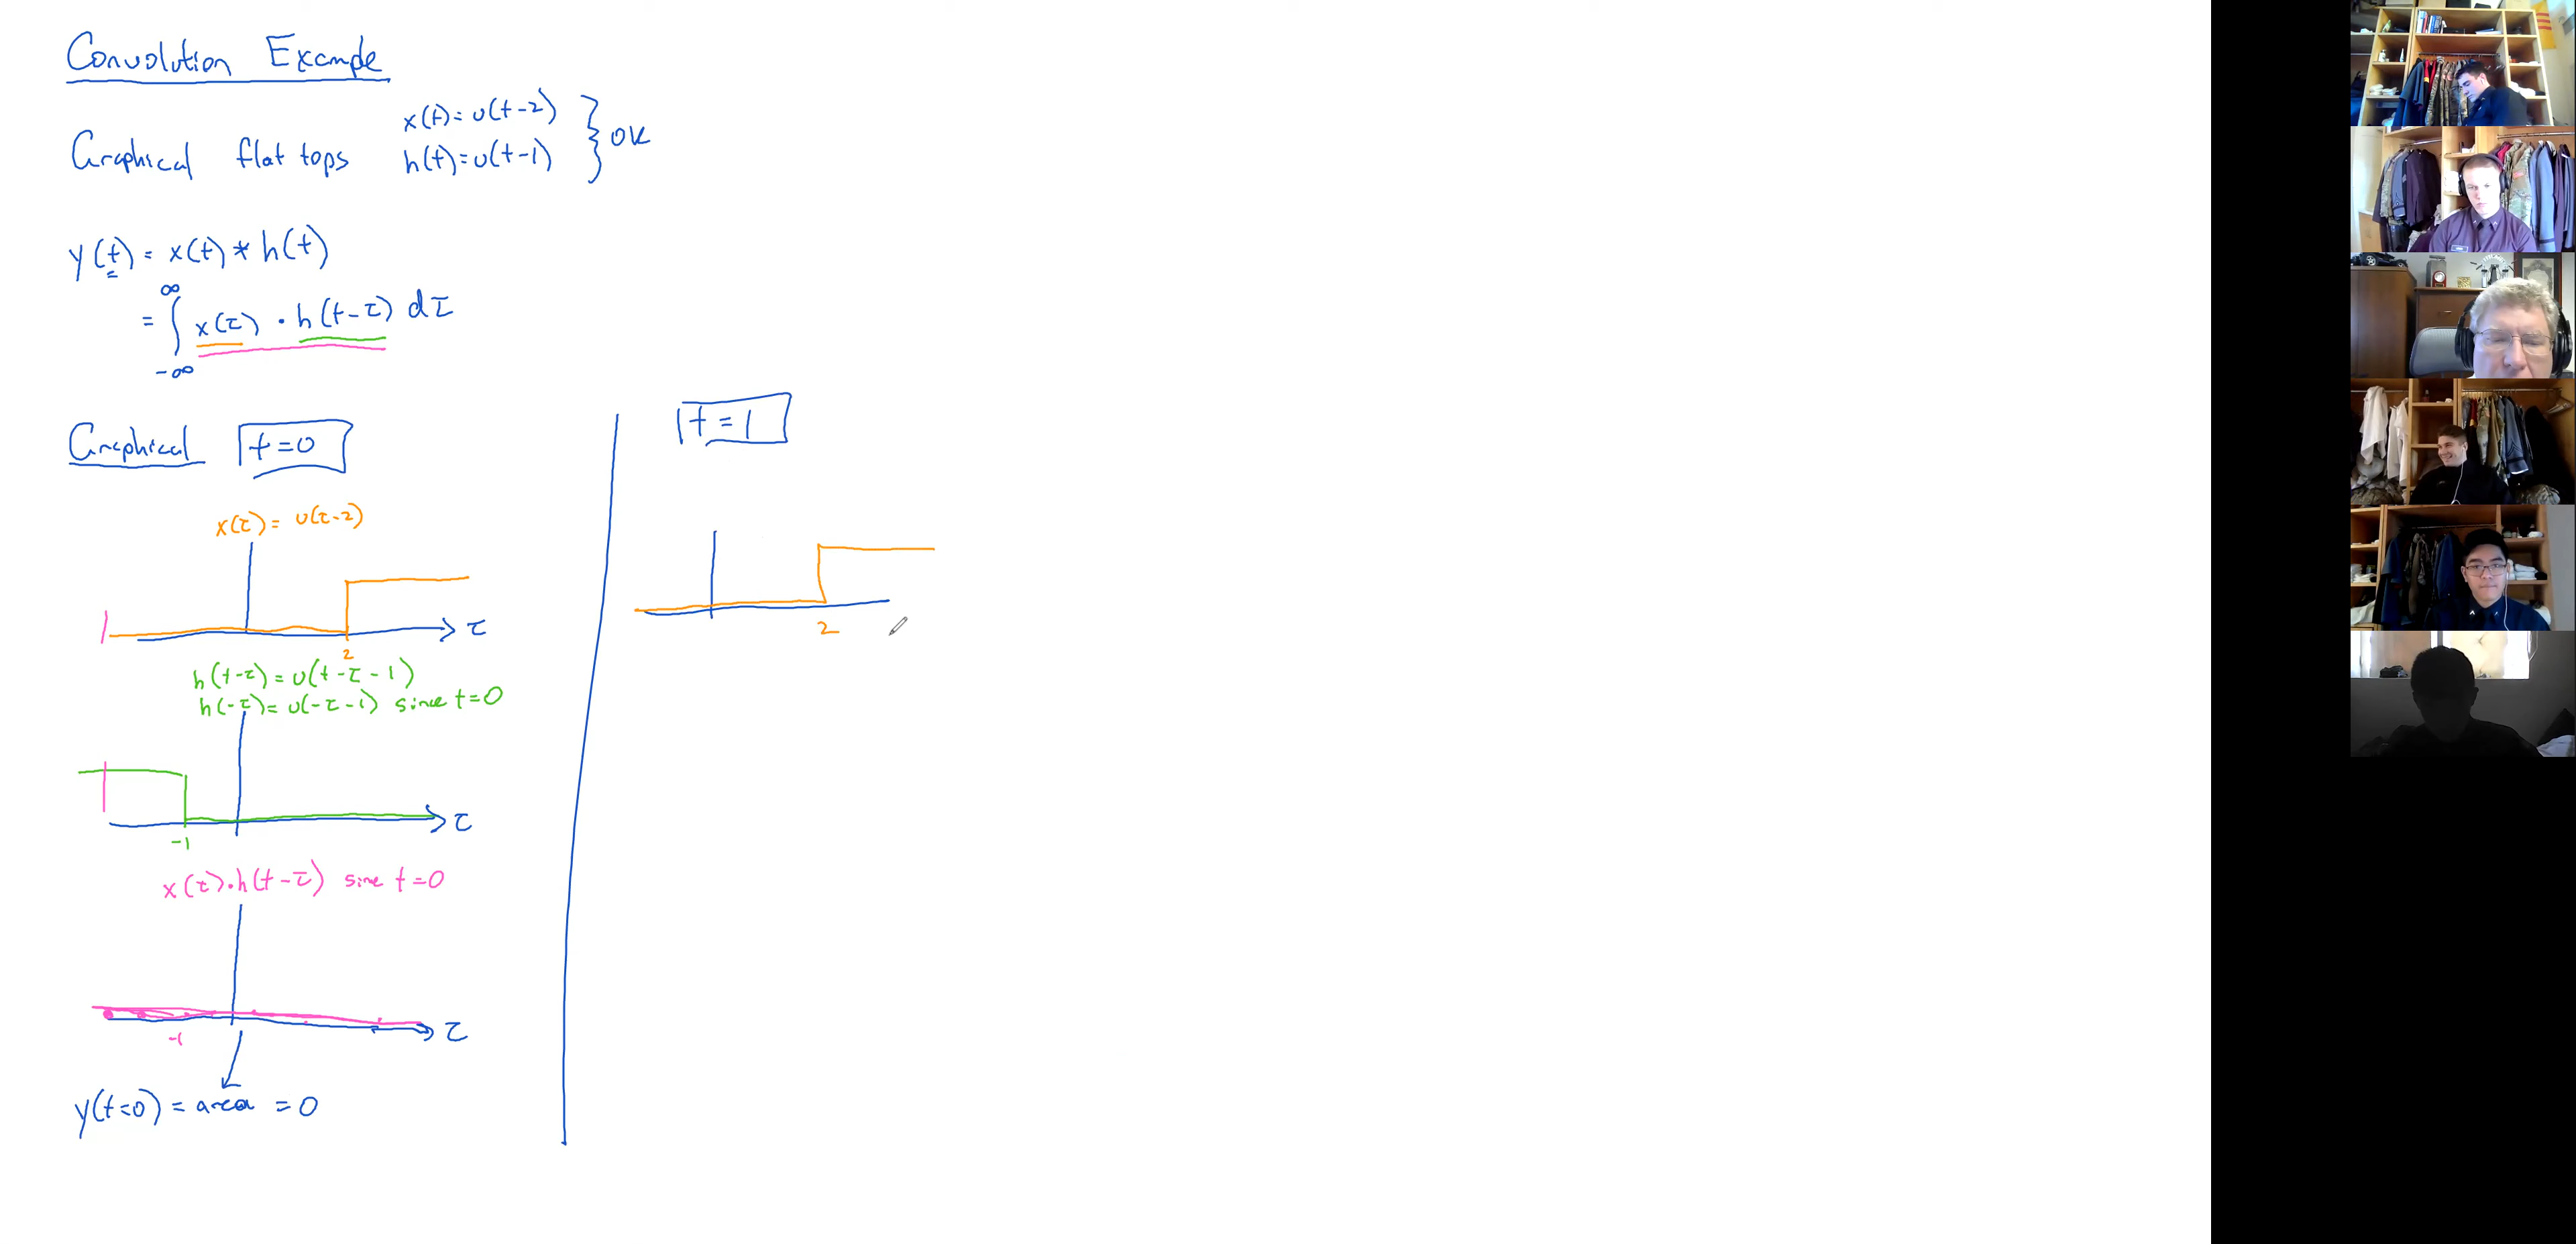 Convolution Example
x(t)=u(t-2)
Graphical flat tops h(t)=u(t-1) } OK
y(t) = x(t) * h(t)
= ∫ x(τ) · h(t-τ) dτ
∞
-∞
Graphical t=0
x(τ) = u(τ-2)
τ
2
h(t-τ) = u(t-τ-1)
h(-τ) = u(-τ-1) since t=0
τ
-1
x(τ)·h(t-τ) sine t=0
τ
-1
y(t=0) = area = 0
t=1
2